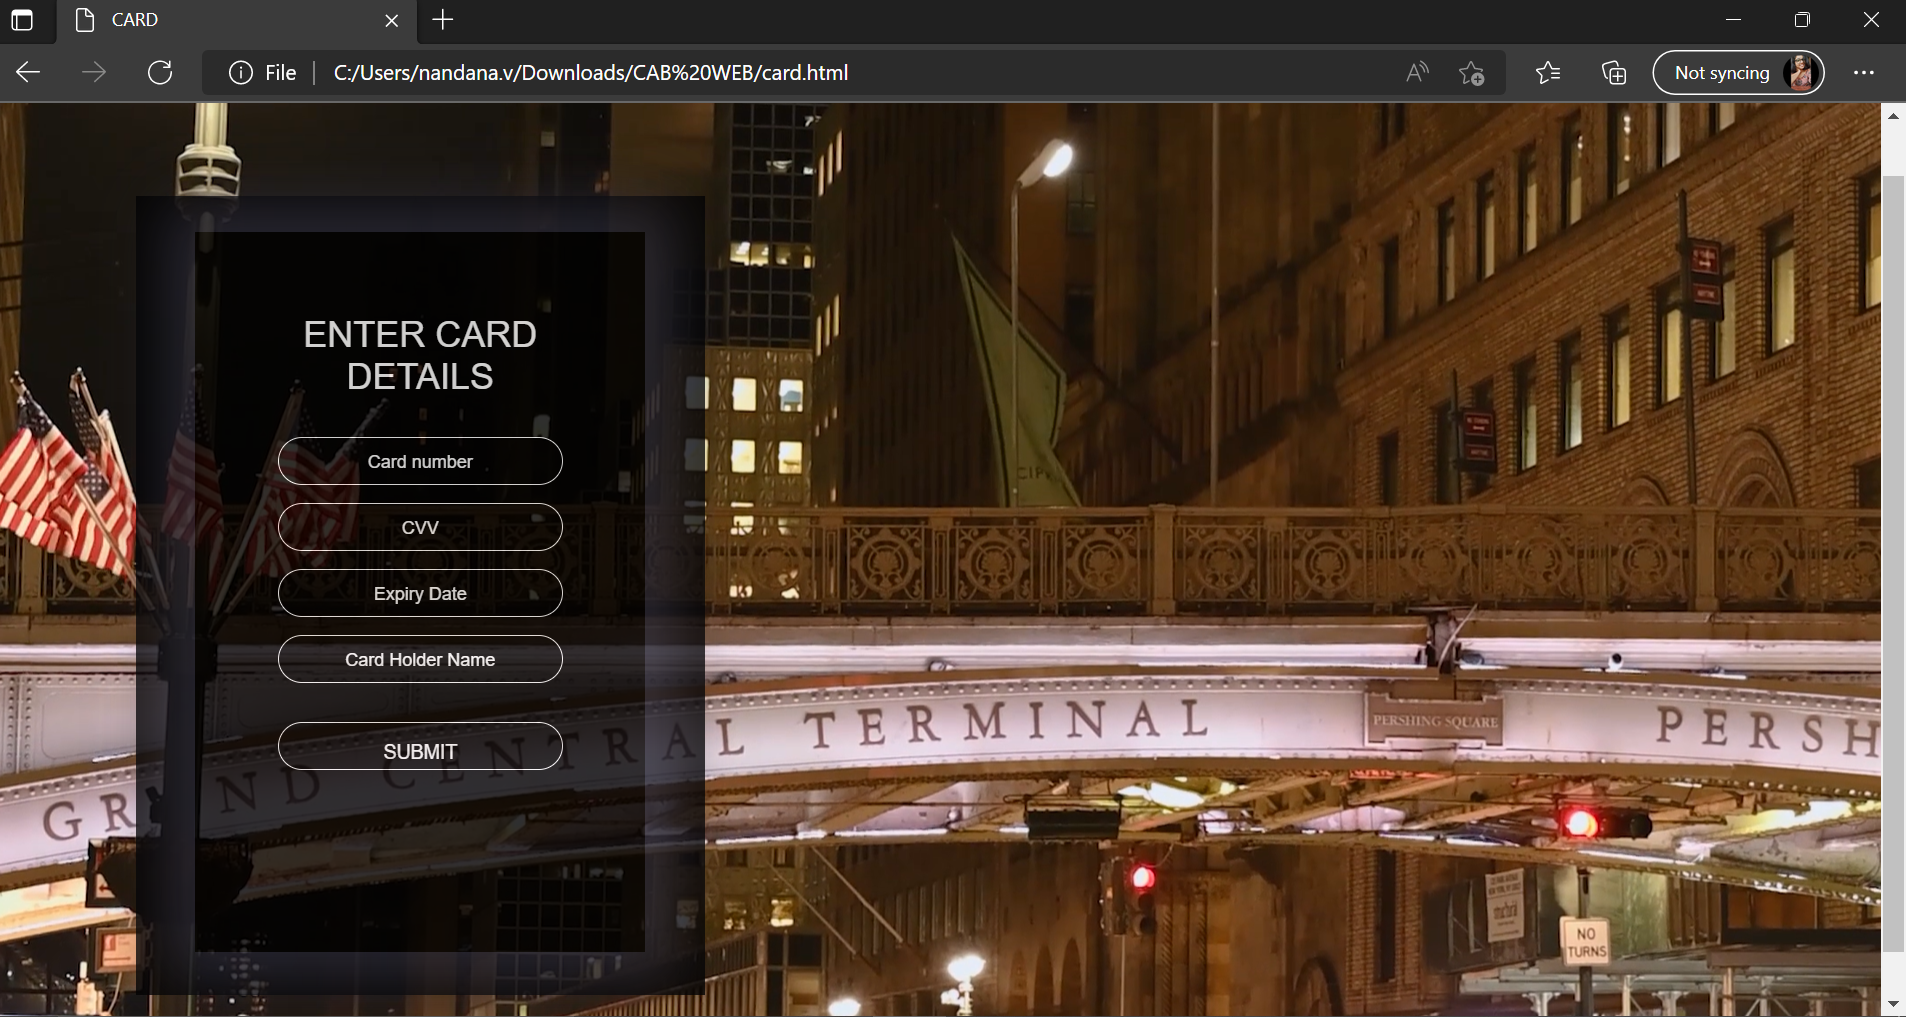 CARD
File
C:/Users/nandana.v/Downloads/CAB%20WEB/card.html
Not syncing
ENTER CARD
DETAILS
Card number
CVV
Expiry Date
Card Holder Name
SUBMIT
GRAND CENTRAL TERMINAL
PERSHING SQUARE
PERSH
NO
TURNS